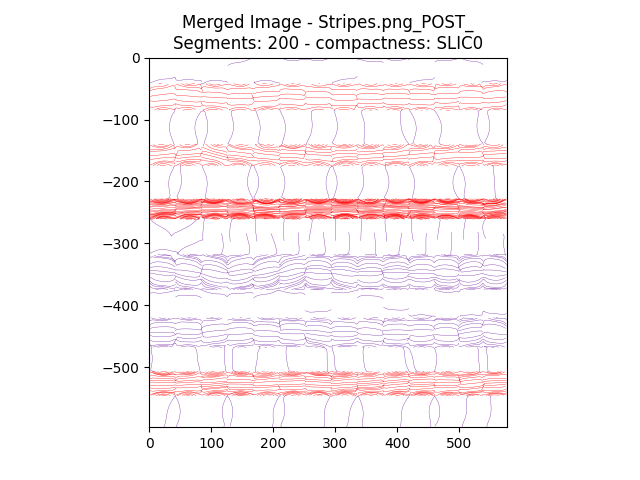 Merged Image - Stripes.png_POST_
Segments: 200 - compactness: SLIC0
0
−100
−200
−300
−400
−500
0 100 200 300 400 500